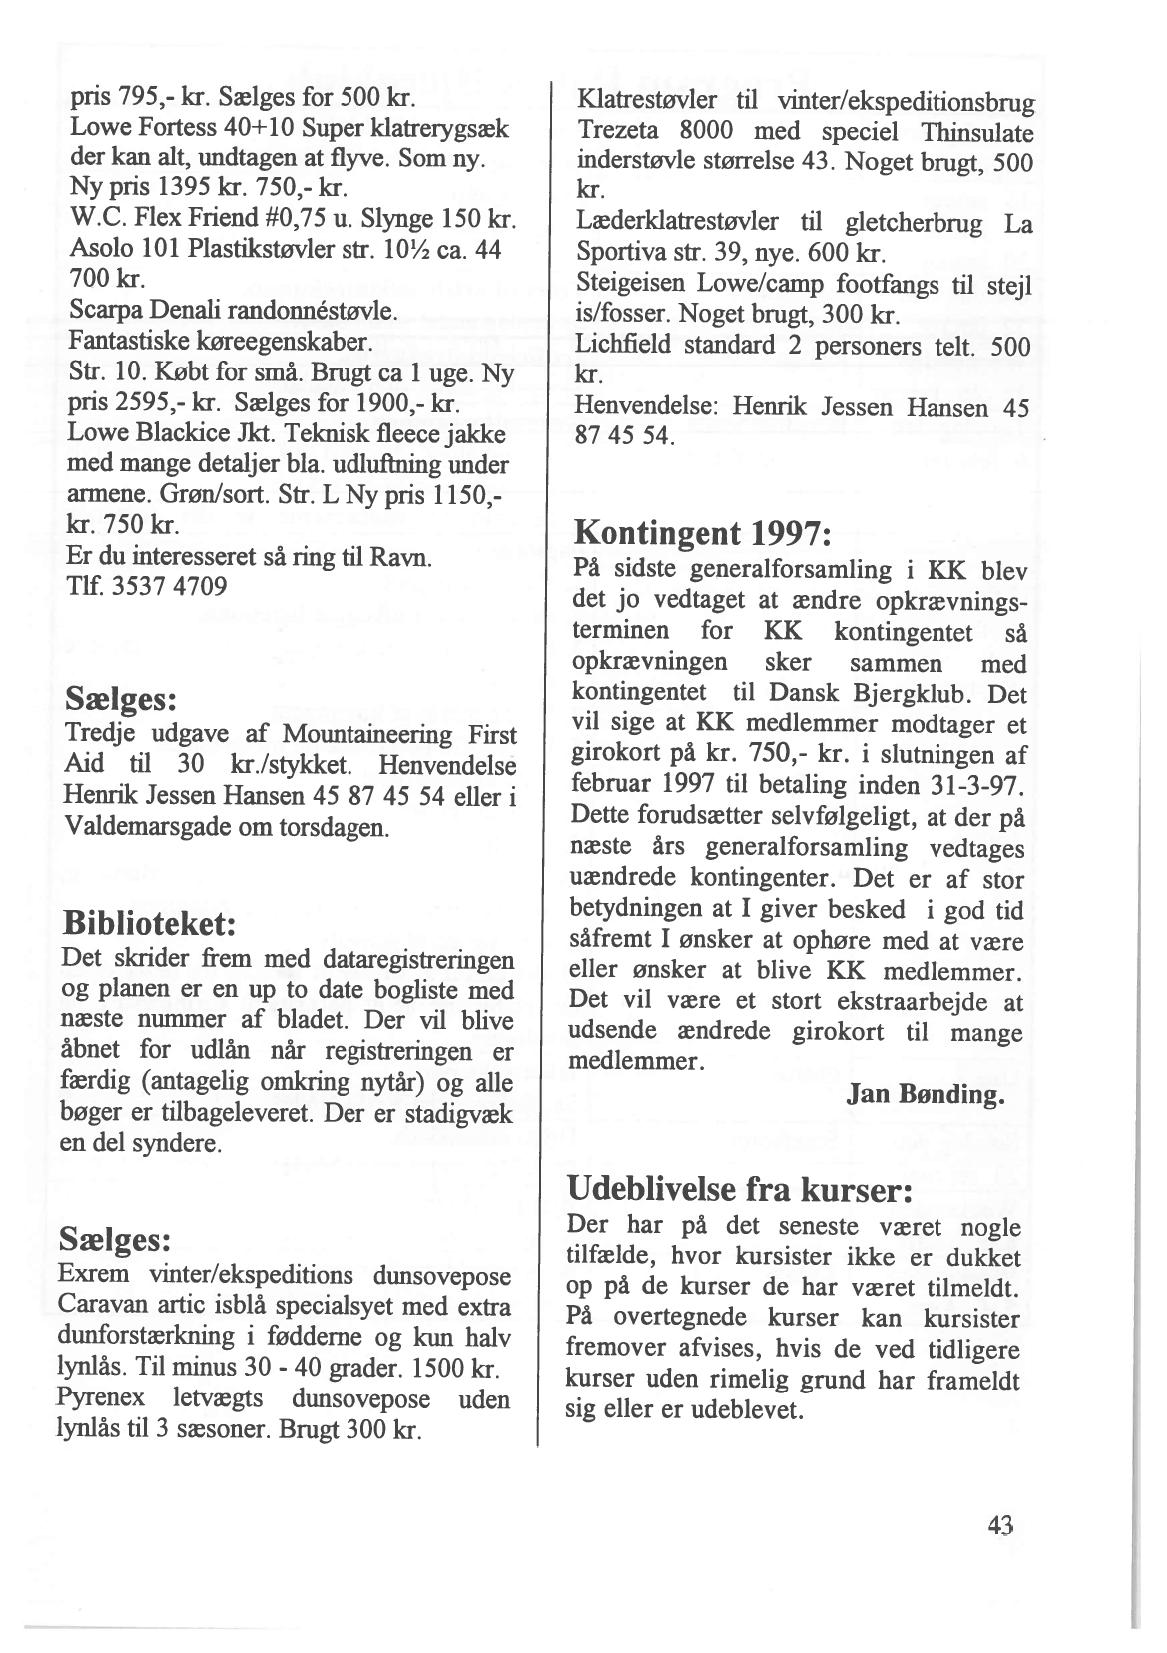 pris 795,- kr. Sælges for 500 kr.
Lowe Fortess 40+10 Super klatrerygsæk
der kan alt, undtagen at flyve. Som ny.
Ny pris 1395 kr. 750,- kr.
W.C. Flex Friend #0,75 u. Slynge 150 kr.
Asolo 101 Plastikstøvler str. 10½ ca. 44
700 kr.
Scarpa Denali randonnéstøvle.
Fantastiske køreegenskaber.
Str. 10. Købt for små. Brugt ca 1 uge. Ny
pris 2595,- kr. Sælges for 1900,- kr.
Lowe Blackice Jkt. Teknisk fleece jakke
med mange detaljer bla. udluftning under
armene. Grøn/sort. Str. L Ny pris 1150,-
kr. 750 kr.
Er du interesseret så ring til Ravn.
Tlf. 3537 4709
Sælges:
Tredje udgave af Mountaineering First
Aid til 30 kr./stykket. Henvendelse
Henrik Jessen Hansen 45 87 45 54 eller i
Valdemarsgade om torsdagen.
Biblioteket:
Det skrider frem med dataregistreringen
og planen er en up to date bogliste med
næste nummer af bladet. Der vil blive
åbnet for udlån når registreringen er
færdig (antagelig omkring nytår) og alle
bøger er tilbageleveret. Der er stadigvæk
en del syndere.
Sælges:
Exrem vinter/ekspeditions dunsovepose
Caravan artic isblå specialsyet med extra
dunforstærkning i fødderne og kun halv
lynlås. Til minus 30 - 40 grader. 1500 kr.
Pyrenex letvægts dunsovepose uden
lynlås til 3 sæsoner. Brugt 300 kr.
Klatrestøvler til vinter/ekspeditionsbrug
Trezeta 8000 med speciel Thinsulate
inderstøvle størrelse 43. Noget brugt, 500
kr.
Læderklatrestøvler til gletcherbrug La
Sportiva str. 39, nye. 600 kr.
Steigeisen Lowe/camp footfangs til stejl
is/fosser. Noget brugt, 300 kr.
Lichfield standard 2 personers telt. 500
kr.
Henvendelse: Henrik Jessen Hansen 45
87 45 54.
Kontingent 1997:
På sidste generalforsamling i KK blev
det jo vedtaget at ændre opkrævnings-
terminen for KK kontingentet så
opkrævningen sker sammen med
kontingentet til Dansk Bjergklub. Det
vil sige at KK medlemmer modtager et
girokort på kr. 750,- kr. i slutningen af
februar 1997 til betaling inden 31-3-97.
Dette forudsætter selvfølgeligt, at der på
næste års generalforsamling vedtages
uændrede kontingenter. Det er af stor
betydningen at I giver besked i god tid
såfremt I ønsker at ophøre med at være
eller ønsker at blive KK medlemmer.
Det vil være et stort ekstraarbejde at
udsende ændrede girokort til mange
medlemmer.
Jan Bønding.
Udeblivelse fra kurser:
Der har på det seneste været nogle
tilfælde, hvor kursister ikke er dukket
op på de kurser de har været tilmeldt.
På overtegnede kurser kan kursister
fremover afvises, hvis de ved tidligere
kurser uden rimelig grund har frameldt
sig eller er udeblevet.
43